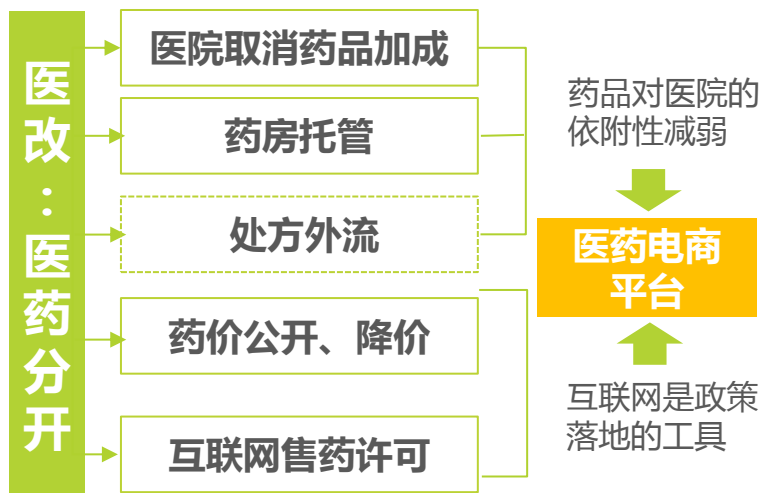 医改：医药分开
医院取消药品加成
药房托管
处方外流
药价公开、降价
互联网售药许可
药品对医院的
依附性减弱
医药电商
平台
互联网是政策
落地的工具